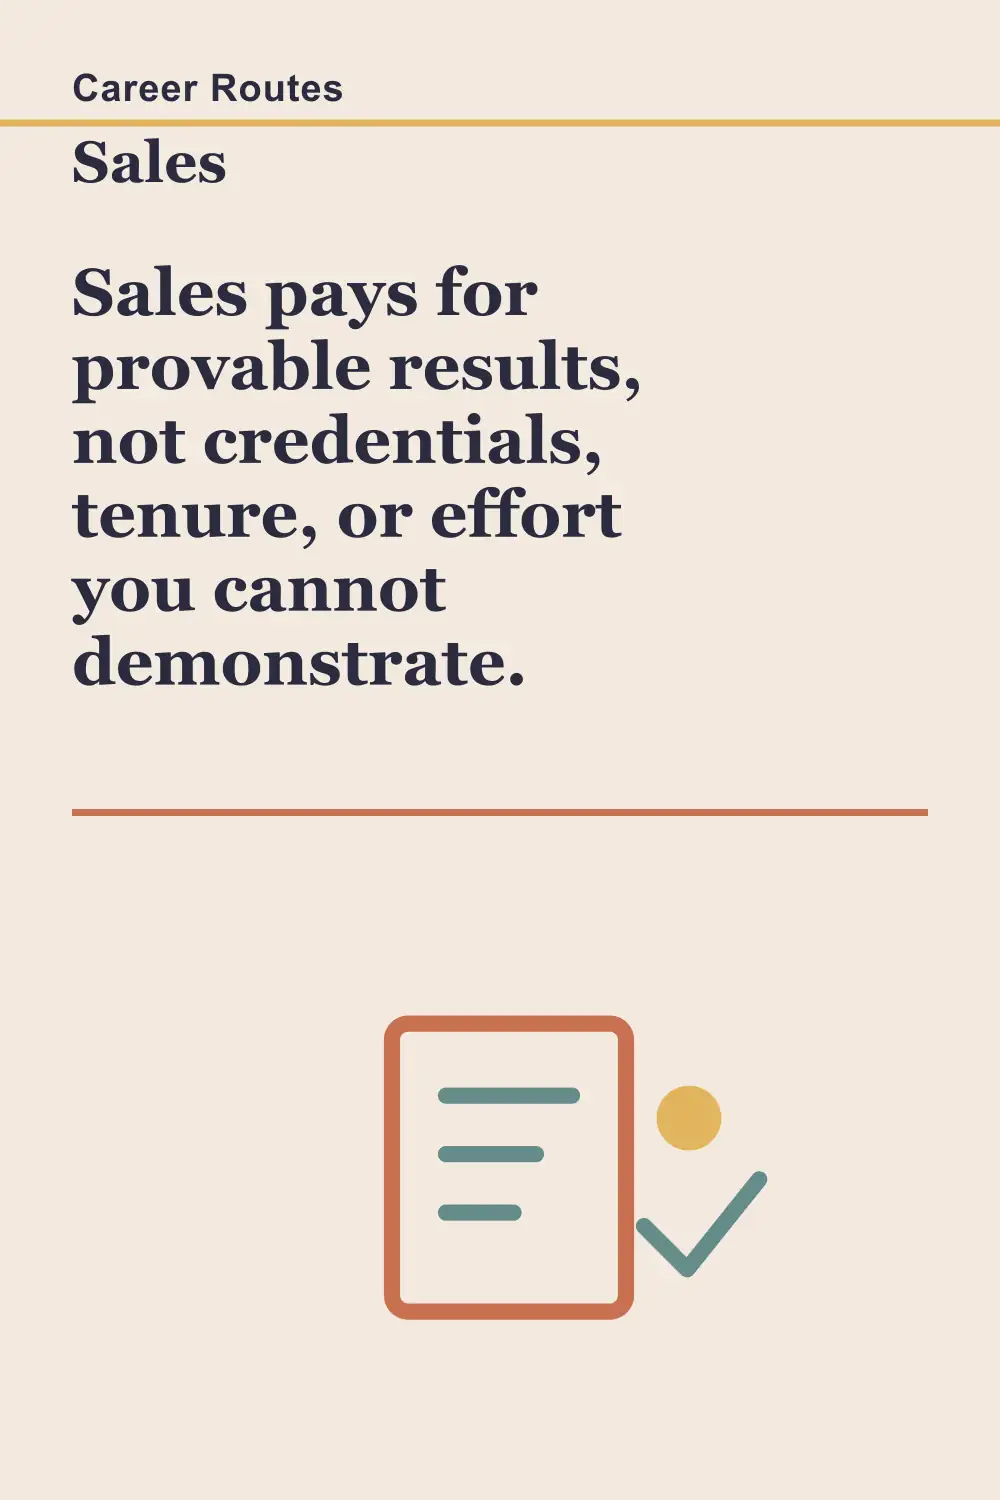 Career Routes
Sales
Sales pays for
provable results,
not credentials,
tenure, or effort
you cannot
demonstrate.